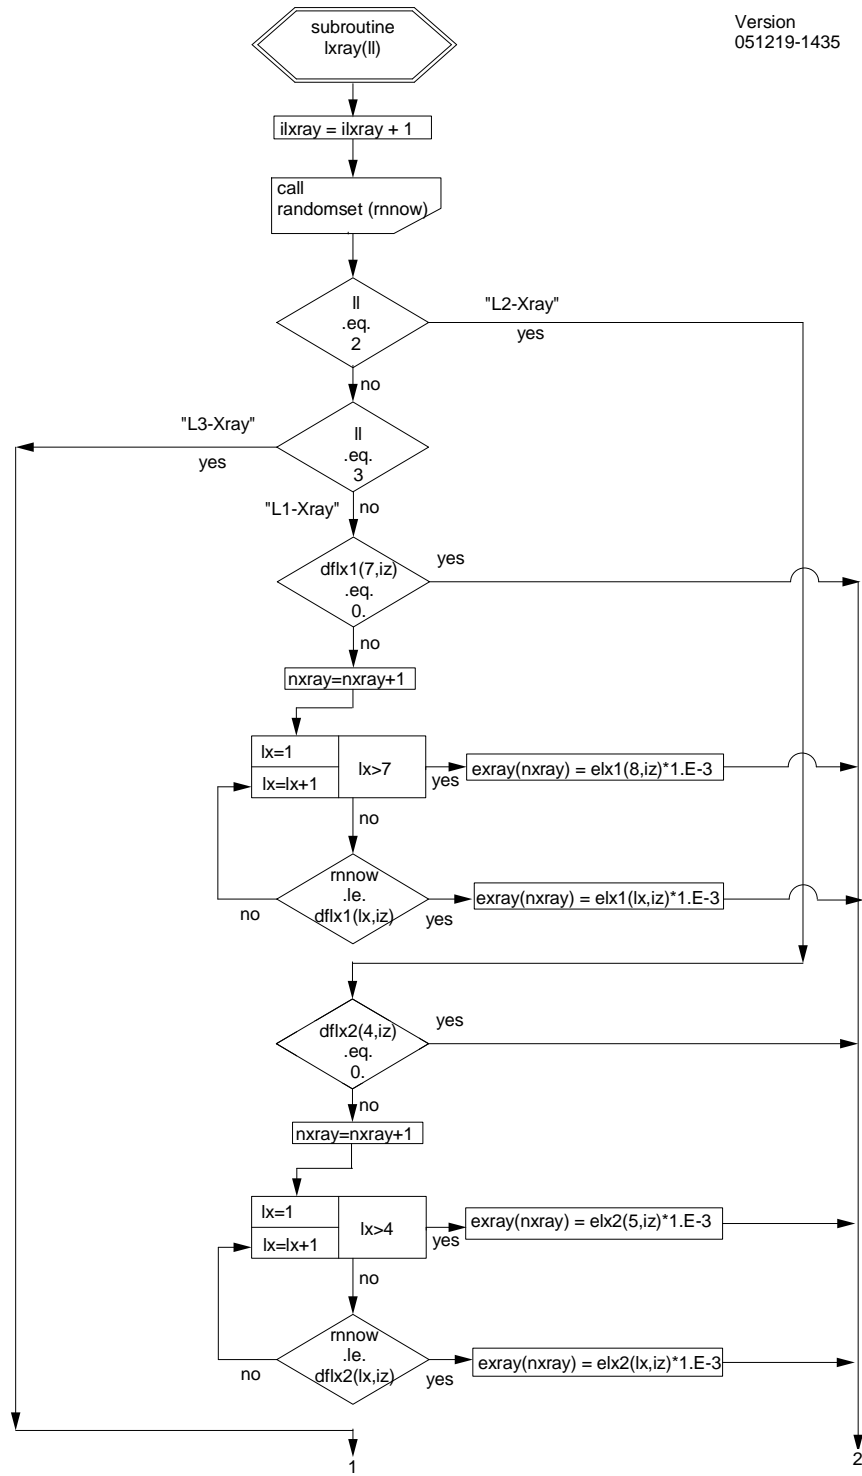 subroutine
lxray(ll)
Version
051219-1435
ilxray = ilxray + 1
call
randomset (rnnow)
ll
.eq.
2
"L2-Xray"
yes
no
"L3-Xray"
yes
ll
.eq.
3
"L1-Xray"
no
dflx1(7,iz)
.eq.
0.
yes
no
nxray=nxray+1
lx=1
lx=lx+1
lx>7
yes
exray(nxray) = elx1(8,iz)*1.E-3
no
rnnow
.le.
dflx1(lx,iz)
no
yes
exray(nxray) = elx1(lx,iz)*1.E-3
dflx2(4,iz)
.eq.
0.
yes
no
nxray=nxray+1
lx=1
lx=lx+1
lx>4
yes
exray(nxray) = elx2(5,iz)*1.E-3
no
rnnow
.le.
dflx2(lx,iz)
no
yes
exray(nxray) = elx2(lx,iz)*1.E-3
1
2